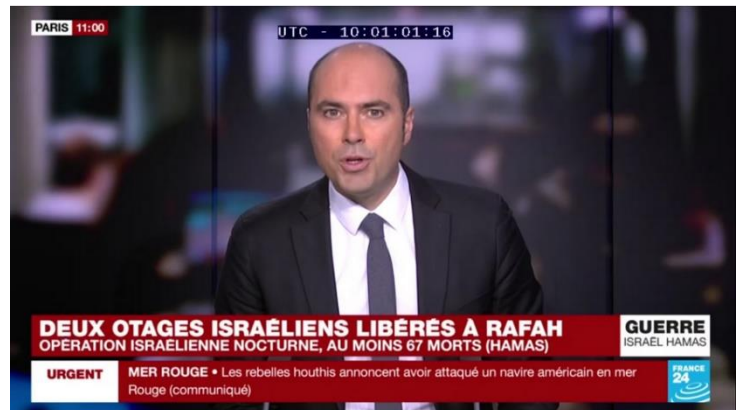 PARIS 11:00
UTC - 10:01:01:16
DEUX OTAGES ISRAÉLIENS LIBÉRÉS À RAFAH
OPÉRATION ISRAÉLIENNE NOCTURNE, AU MOINS 67 MORTS (HAMAS)
GUERRE
ISRAËL HAMAS
URGENT
MER ROUGE • Les rebelles houthis annoncent avoir attaqué un navire américain en mer
Rouge (communiqué)
FRANCE
24